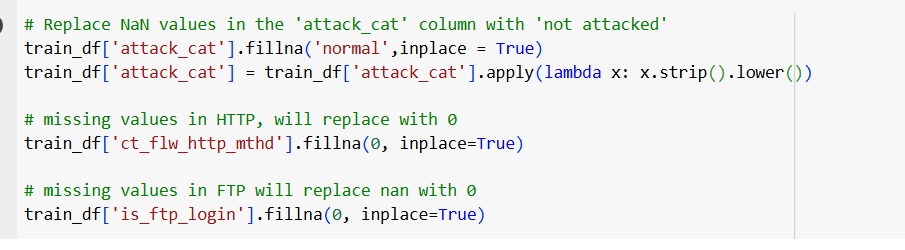 # Replace NaN values in the 'attack_cat' column with 'not attacked'
train_df['attack_cat'].fillna('normal',inplace = True)
train_df['attack_cat'] = train_df['attack_cat'].apply(lambda x: x.strip().lower())
# missing values in HTTP, will replace with 0
train_df['ct_flw_http_mthd'].fillna(0, inplace=True)
# missing values in FTP will replace nan with 0
train_df['is_ftp_login'].fillna(0, inplace=True)